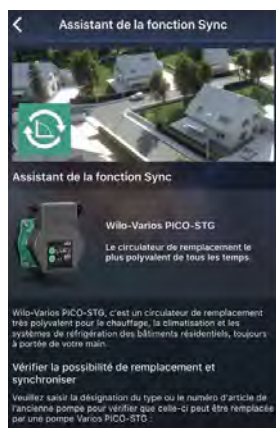 Assistant de la fonction Sync
Assistant de la fonction Sync
Wilo-Varios PICO-STG
Le circulateur de remplacement le
plus polyvalent de tous les temps.
Wilo-Varios PICO-STG, c'est un circulateur de remplacement
très polyvalent pour le chauffage, la climatisation et les
systèmes de réfrigération des bâtiments résidentiels, toujours
à portée de votre main.
Vérifier la possibilité de remplacement et
synchroniser
Veuillez saisir la désignation du type ou le numéro d'article de
l'ancienne pompe pour vérifier que celle-ci peut être remplacée
par une pompe Varios PICO-STG :